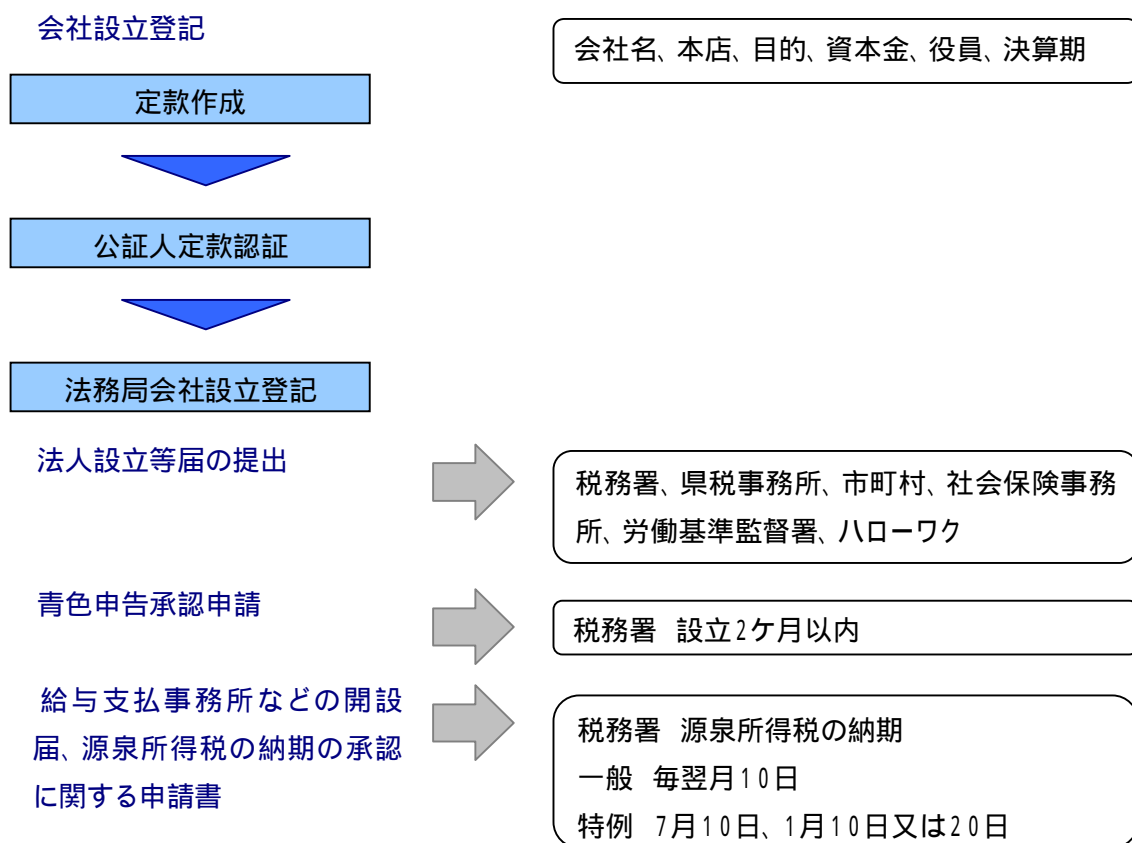 会社設立登記
会社名、本店、目的、資本金、役員、決算期
定款作成
公証人定款認証
法務局会社設立登記
法人設立等届の提出
税務署、県税事務所、市町村、社会保険事務
所、労働基準監督署、ハローワク
青色申告承認申請
税務署 設立2ケ月以内
給与支払事務所などの開設
届、源泉所得税の納期の承認
に関する申請書
税務署 源泉所得税の納期
一般 毎翌月10日
特例 7月10日、1月10日又は20日